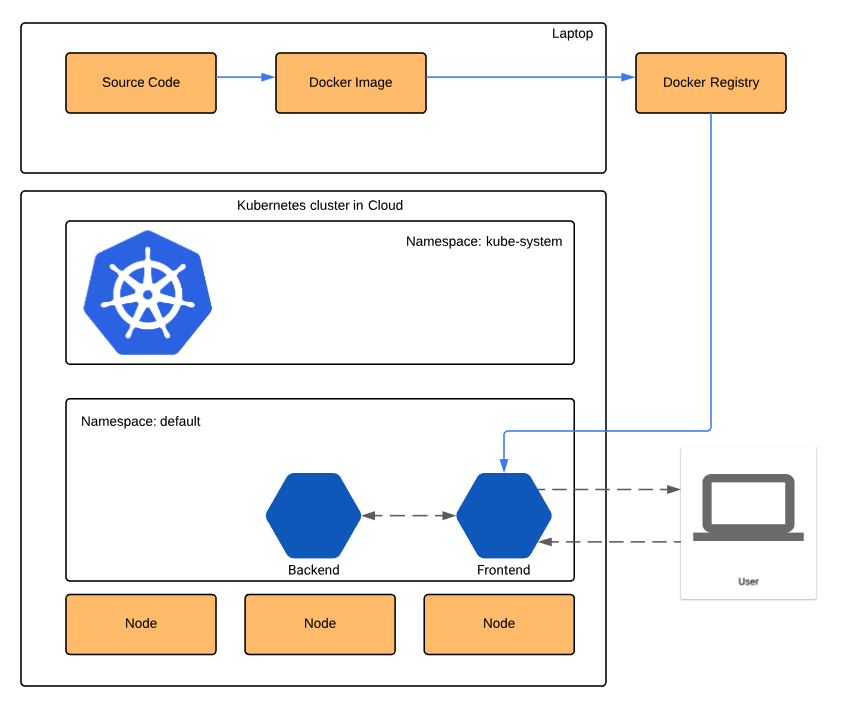 Laptop
Source Code
Docker Image
Docker Registry
Kubernetes cluster in Cloud
Namespace: kube-system
Namespace: default
Backend
Frontend
User
Node
Node
Node